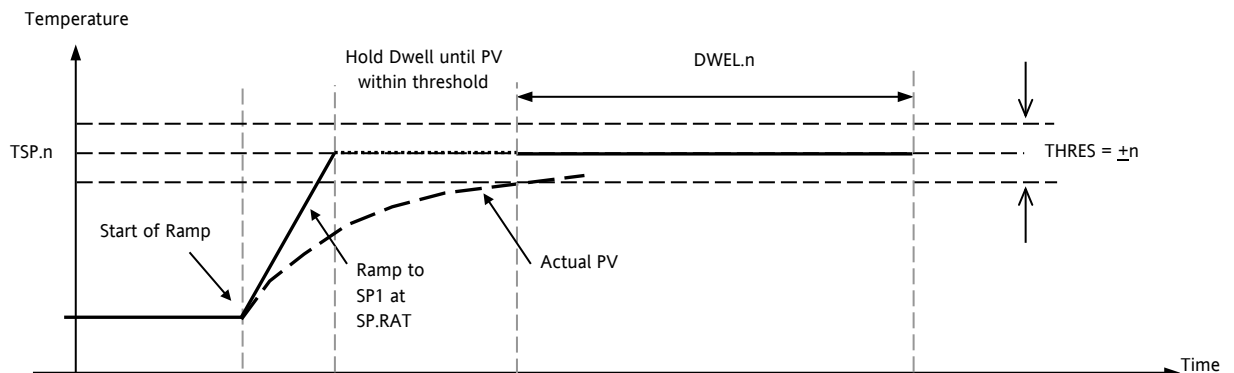 Temperature
Hold Dwell until PV
within threshold
DWEL.n
TSP.n
THRES = ±n
Start of Ramp
Ramp to
SP1 at
SP.RAT
Actual PV
Time